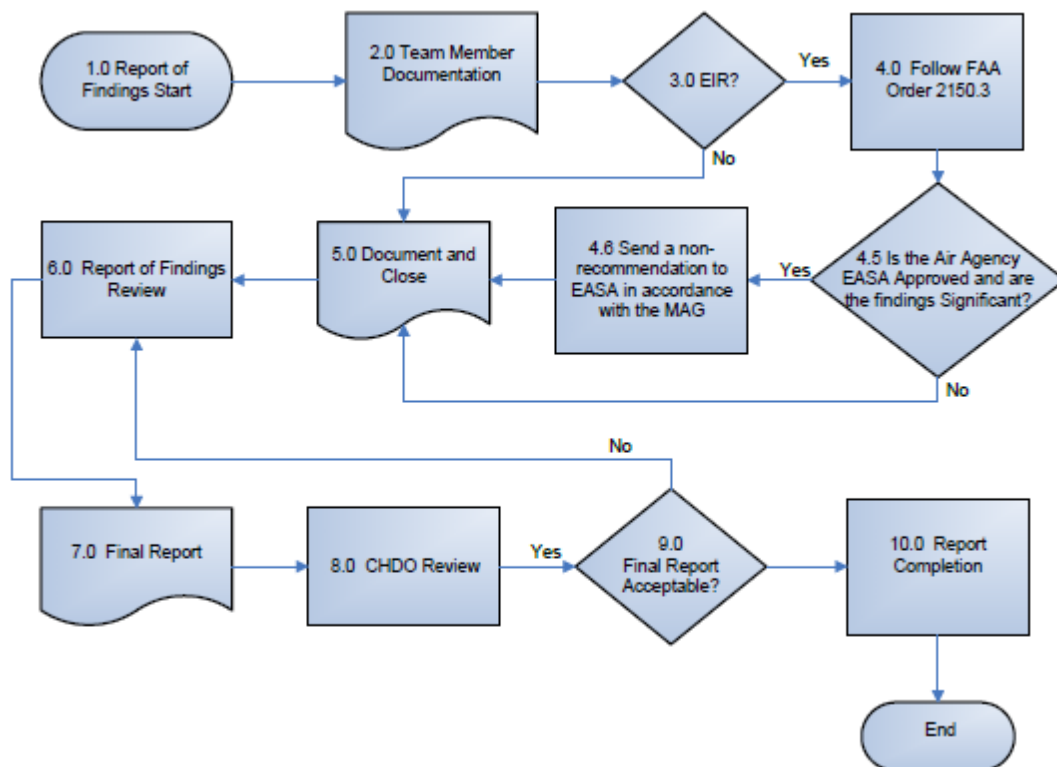 1.0 Report of
Findings Start
2.0 Team Member
Documentation
3.0 EIR?
Yes
4.0 Follow FAA
Order 2150.3
No
6.0 Report of Findings
Review
5.0 Document and
Close
4.6 Send a non-
recommendation to
EASA in accordance
with the MAG
Yes
4.5 Is the Air Agency
EASA Approved and are
the findings Significant?
No
No
7.0 Final Report
8.0 CHDO Review
Yes
9.0
Final Report
Acceptable?
10.0 Report
Completion
End